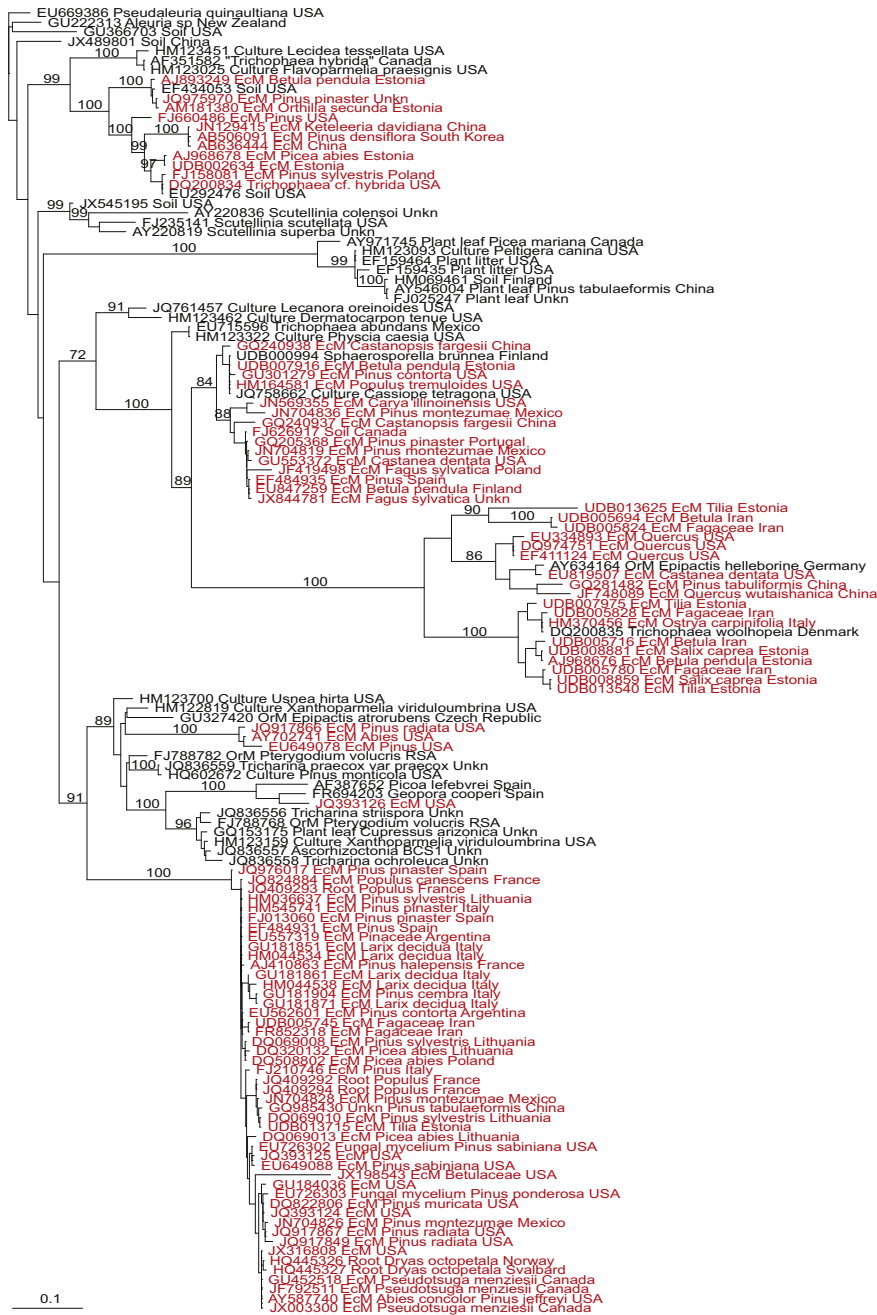 EU669386 Pseudaleuria quinaultiana USA
GU222313 Aleuria sp New Zealand
GU366703 Soil USA
JX489801 Soil China
HM123451 Culture Lecidea tessellata USA
100
AF351582 "Trichophaea hybrida" Canada
HM123025 Culture Flavoparmelia praesignis USA
99
AJ893249 EcM Betula pendula Estonia
100
EF434053 Soil USA
JQ975970 EcM Pinus pinaster Unkn
100
AM181380 EcM Orthilia secunda Estonia
FJ660486 EcM Pinus USA
100
100
JN129415 EcM Keteleeria davidiana China
AB506091 EcM Pinus densiflora South Korea
99
AB636444 EcM China
AJ968678 EcM Picea abies Estonia
97
UDB002634 EcM Estonia
FJ158081 EcM Pinus sylvestris Poland
DQ200834 Trichophaea cf. hybrida USA
EU292476 Soil USA
99
JX545195 Soil USA
99
AY220836 Scutellinia colensoi Unkn
FJ235141 Scutellinia scutellata USA
AY220819 Scutellinia superba Unkn
AY971745 Plant leaf Picea mariana Canada
100
HM123093 Culture Peltigera canina USA
99
EF159464 Plant litter USA
EF159435 Plant litter USA
100
HM069461 Soil Finland
AY546004 Plant leaf Pinus tabulaeformis China
FJ025247 Plant leaf Unkn
91
JQ761457 Culture Lecanora oreinoides USA
HM123462 Culture Dermatocarpon tenue USA
EU715596 Trichophaea abundans Mexico
HM123322 Culture Physcia caesia USA
GQ240938 EcM Castanopsis fargesii China
72
UDB000994 Sphaerosporella brunnea Finland
UDB007916 EcM Betula pendula Estonia
GU301279 EcM Pinus contorta USA
84
HM164581 EcM Populus tremuloides USA
JQ758662 Culture Cassiope tetragona USA
JN569355 EcM Carya illinoinensis USA
100
88
JN704836 EcM Pinus montezumae Mexico
GQ240937 EcM Castanopsis fargesii China
FJ626917 Soil Canada
GQ205368 EcM Pinus pinaster Portugal
JN704819 EcM Pinus montezumae Mexico
89
GU553372 EcM Castanea dentata USA
JF419498 EcM Fagus sylvatica Poland
EF484935 EcM Pinus Spain
EU847259 EcM Betula pendula Finland
JX844781 EcM Fagus sylvatica Unkn
90
UDB013625 EcM Tilia Estonia
100
UDB005694 EcM Betula Iran
UDB005824 EcM Fagaceae Iran
EU334893 EcM Quercus USA
DQ974751 EcM Quercus USA
86
EF411124 EcM Quercus USA
AY634164 OrM Epipactis helleborine Germany
100
EU819507 EcM Castanea dentata USA
GQ281482 EcM Pinus tabuliformis China
JF748089 EcM Quercus wutaishanica China
UDB007975 EcM Tilia Estonia
UDB005828 EcM Fagaceae Iran
HM370456 EcM Ostrya carpinifolia Italy
100
DQ200835 Trichophaea woolhopeia Denmark
UDB005716 EcM Betula Iran
UDB008881 EcM Salix caprea Estonia
AJ968676 EcM Betula pendula Estonia
UDB005780 EcM Fagaceae Iran
UDB008859 EcM Salix caprea Estonia
UDB013540 EcM Tilia Estonia
HM123700 Culture Usnea hirta USA
HM122819 Culture Xanthoparmelia viriduloumbrina USA
89
GU327420 OrM Epipactis atrorubens Czech Republic
100
JQ917866 EcM Pinus radiata USA
AY702741 EcM Abies USA
EU649078 EcM Pinus USA
FJ788782 OrM Pterygodium volucris RSA
100
JQ836559 Tricharina praecox var praecox Unkn
HQ602672 Culture Pinus monticola USA
100
AF387652 Picoa lefebvrei Spain
FR694203 Geopora cooperi Spain
91
100
JQ393126 EcM USA
JQ836556 Tricharina striispora Unkn
96
FJ788768 OrM Pterygodium volucris RSA
GQ153175 Plant leaf Cupressus arizonica Unkn
HM123159 Culture Xanthoparmelia viriduloumbrina USA
JQ836557 Ascorhizoctonia BCS1 Unkn
JQ836558 Tricharina ochroleuca Unkn
100
JQ976017 EcM Pinus pinaster Spain
JQ824884 EcM Populus canescens France
JQ409293 Root Populus France
HM036637 EcM Pinus sylvestris Lithuania
HM545741 EcM Pinus pinaster Italy
FJ013060 EcM Pinus pinaster Spain
EF484931 EcM Pinus Spain
EU557319 EcM Pinaceae Argentina
GU181851 EcM Larix decidua Italy
HM044534 EcM Larix decidua Italy
AJ410863 EcM Pinus halepensis France
GU181861 EcM Larix decidua Italy
HM044538 EcM Larix decidua Italy
GU181904 EcM Pinus cembra Italy
GU181871 EcM Larix decidua Italy
EU562601 EcM Pinus contorta Argentina
UDB005745 EcM Fagaceae Iran
FR852318 EcM Fagaceae Iran
DQ069008 EcM Pinus sylvestris Lithuania
DQ320132 EcM Picea abies Lithuania
DQ508802 EcM Picea abies Poland
FJ210746 EcM Pinus Italy
JQ409292 Root Populus France
JQ409294 Root Populus France
JN704828 EcM Pinus montezumae Mexico
GQ985430 Unkn Pinus tabulaeformis China
DQ069010 EcM Pinus sylvestris Lithuania
UDB013715 EcM Tilia Estonia
DQ069013 EcM Picea abies Lithuania
EU726302 Fungal mycelium Pinus sabiniana USA
JQ393125 EcM USA
EU649088 EcM Pinus sabiniana USA
JX198543 EcM Betulaceae USA
GU184036 EcM USA
EU726303 Fungal mycelium Pinus ponderosa USA
DQ822806 EcM Pinus muricata USA
JQ393124 EcM USA
JN704826 EcM Pinus montezumae Mexico
JQ917867 EcM Pinus radiata USA
JQ917849 EcM Pinus radiata USA
JX316808 EcM USA
HQ445326 Root Dryas octopetala Norway
HQ445327 Root Dryas octopetala Svalbard
GU452518 EcM Pseudotsuga menziesii Canada
JF792511 EcM Pseudotsuga menziesii Canada
AY587740 EcM Abies concolor Pinus jeffreyi USA
JX003300 EcM Pseudotsuga menziesii Canada
0.1